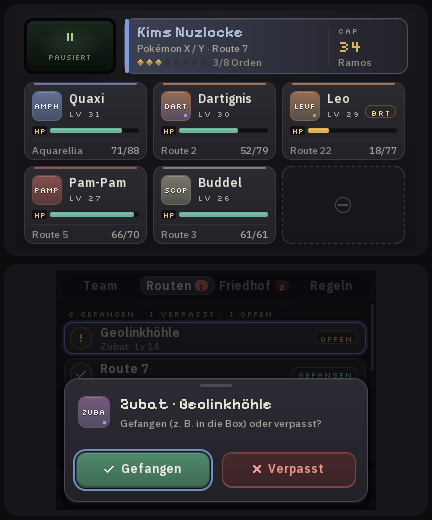 PAUSIERT
Kims Nuzlocke
Pokémon X / Y · Route 7
3/8 Orden
CAP
34
Ramos
AMPH
Quaxi
LV 31
HP
Aquarellia 71/88
DART
Dartignis
LV 30
HP
Route 2 52/79
LEUF
Leo
LV 29 BRT
HP
Route 22 18/77
PAMP
Pam-Pam
LV 27
HP
Route 5 66/70
SCOP
Buddel
LV 26
HP
Route 3 61/61
Team Routen 1 Friedhof 2 Regeln
8 GEFANGEN · 1 VERPASST · 1 OFFEN
! Geolinkhöhle
Zubat · Lv 14
OFFEN
Route 7
GEFANGEN
ZUBA
Zubat · Geolinkhöhle
Gefangen (z. B. in die Box) oder verpasst?
✓ Gefangen
✕ Verpasst